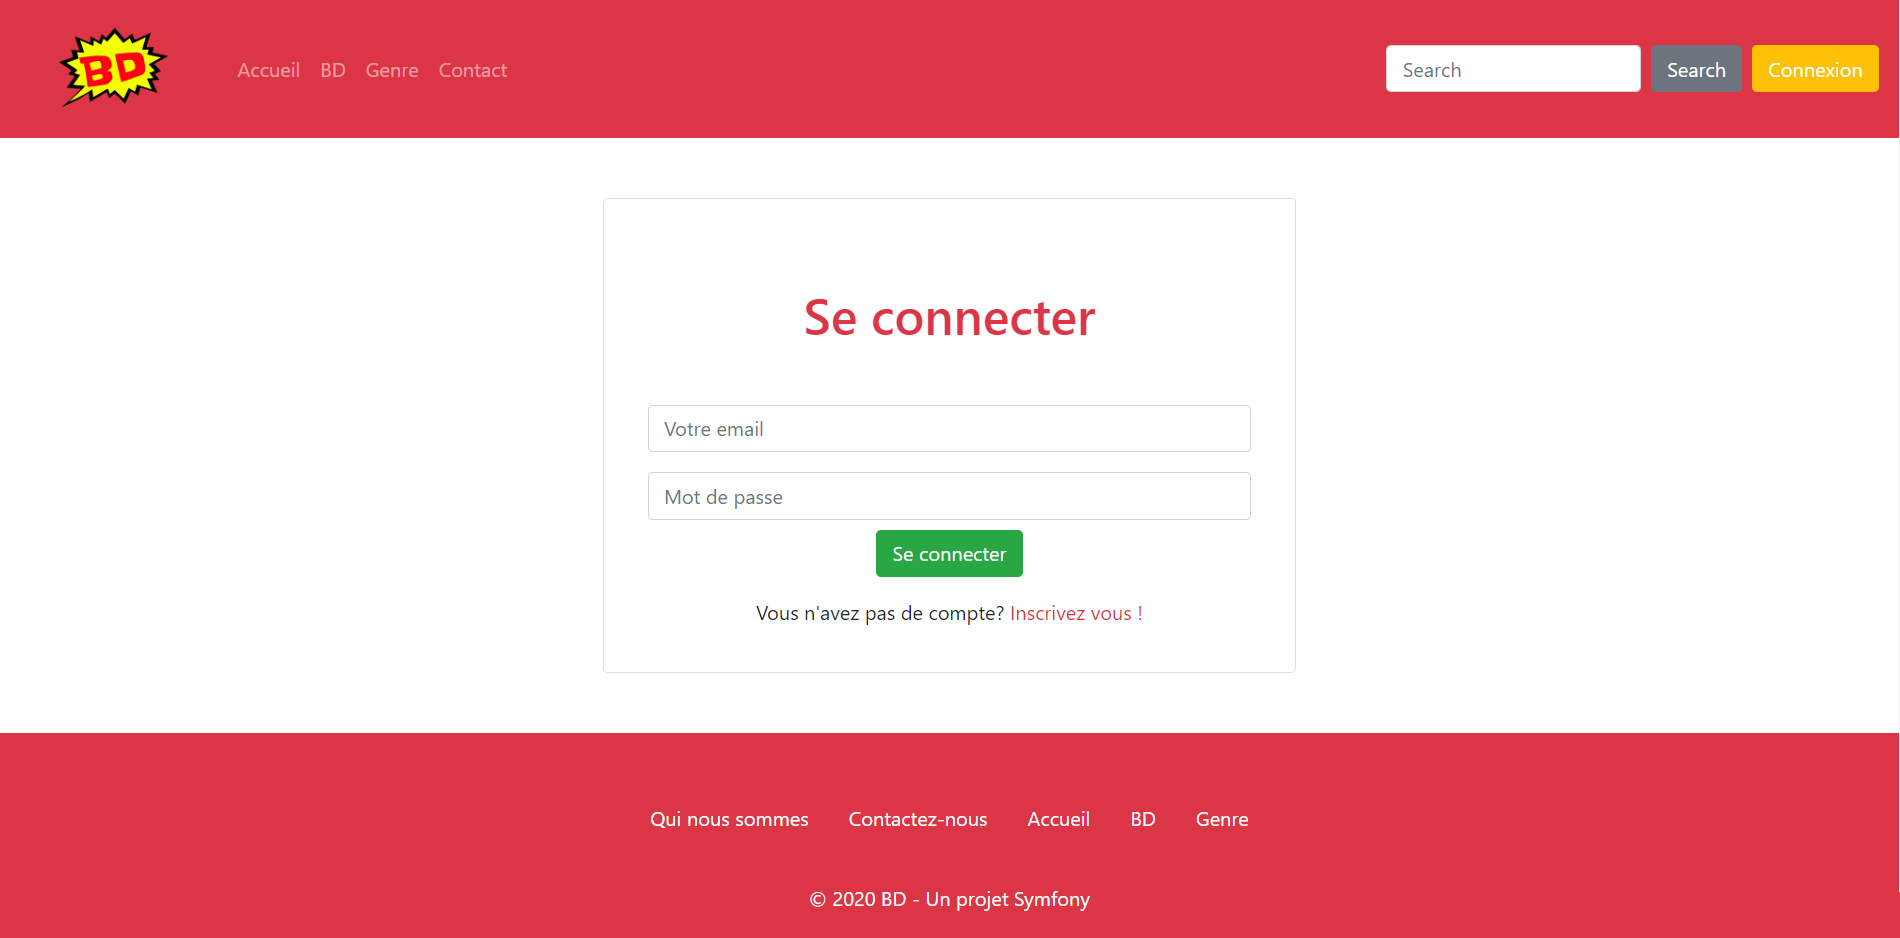 BD
Accueil BD Genre Contact Search Search Connexion
Se connecter
Votre email
Mot de passe
Se connecter
Vous n'avez pas de compte? Inscrivez vous !
Qui nous sommes Contactez-nous Accueil BD Genre
© 2020 BD - Un projet Symfony